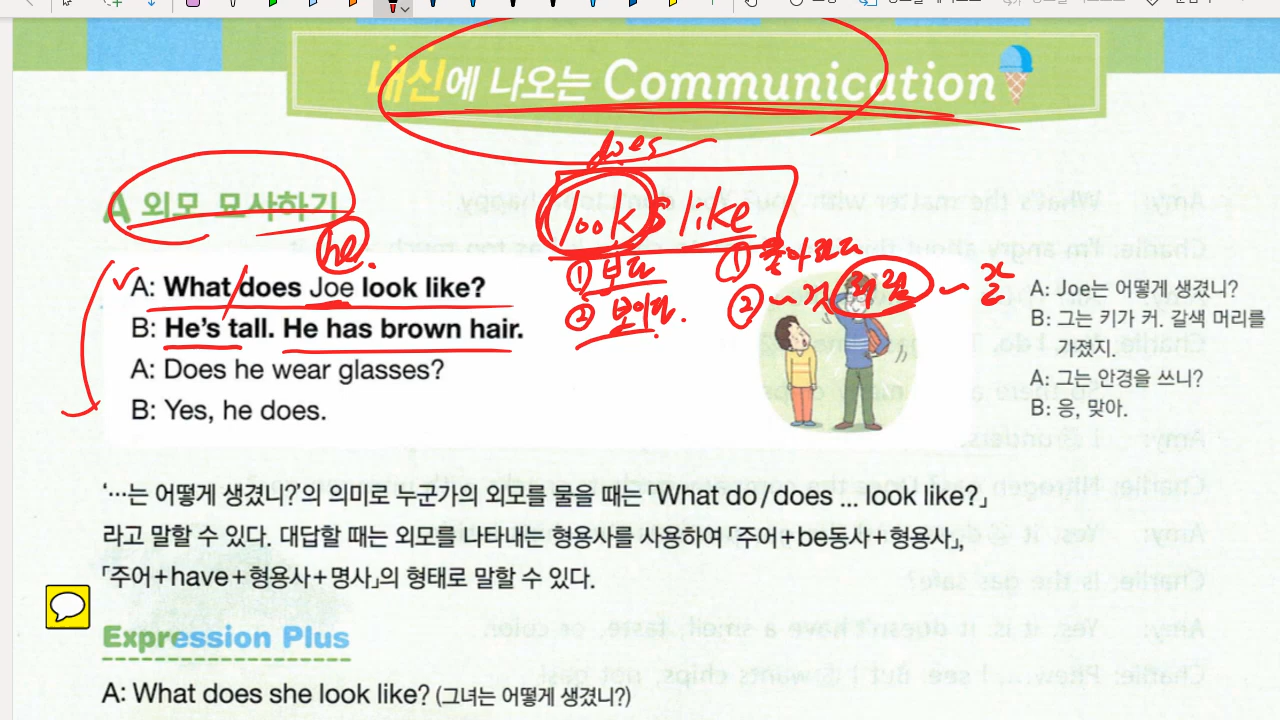 내신에 나오는 Communication
does
A 외모 묘사하기
looks like
he
① 보다
① 좋아하다
② 보이다.
② ~처럼
A: What does Joe look like?
B: He's tall. He has brown hair.
A: Does he wear glasses?
B: Yes, he does.
A: Joe는 어떻게 생겼니?
B: 그는 키가 커. 갈색 머리를
가졌지.
A: 그는 안경을 쓰니?
B: 응, 맞아.
'…는 어떻게 생겼니?'의 의미로 누군가의 외모를 물을 때는 「What do/does ... look like?」
라고 말할 수 있다. 대답할 때는 외모를 나타내는 형용사를 사용하여 「주어+be동사+형용사」,
「주어+have+형용사+명사」의 형태로 말할 수 있다.
Expression Plus
A: What does she look like? (그녀는 어떻게 생겼니?)